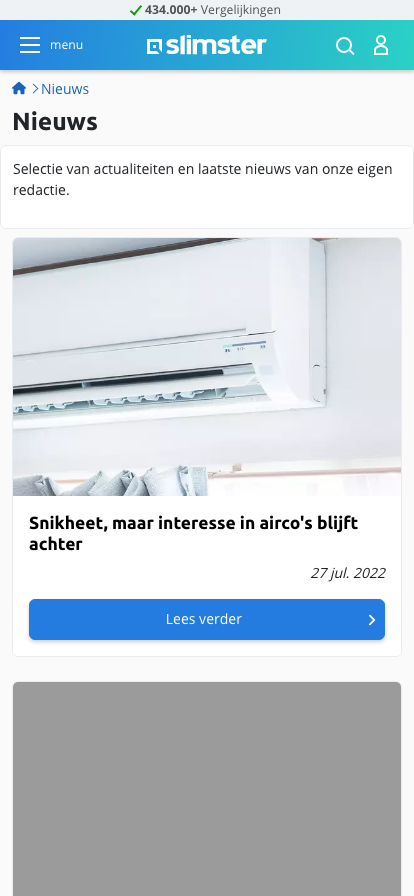 434.000+ Vergelijkingen
menu
slimster
Nieuws
Nieuws
Selectie van actualiteiten en laatste nieuws van onze eigen
redactie.
Snikheet, maar interesse in airco's blijft
achter
27 jul. 2022
Lees verder